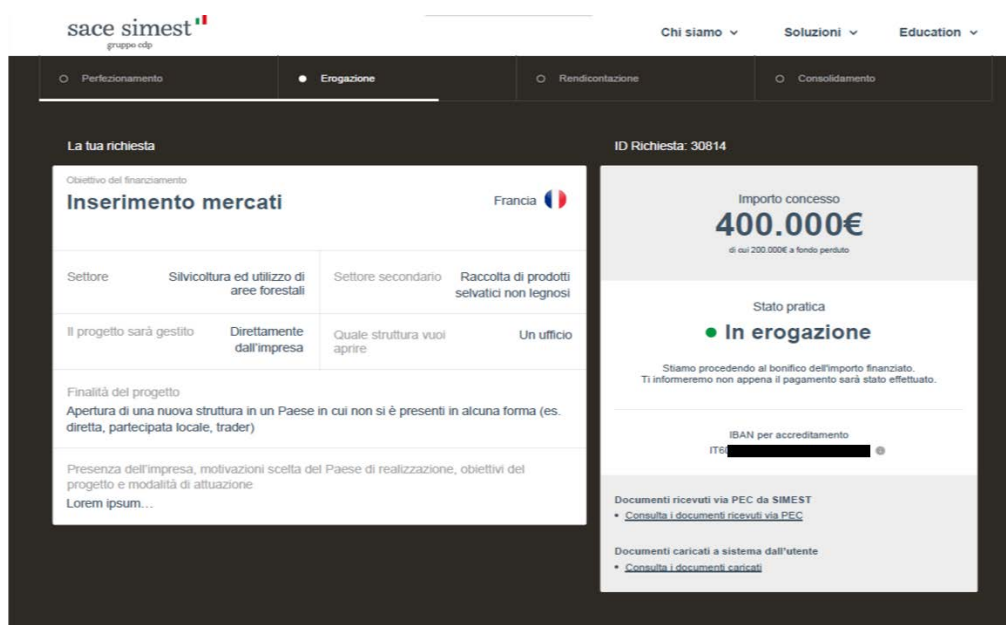 sace simest
gruppo cdp
Chi siamo
Soluzioni
Education
Perfezionamento
Erogazione
Rendicontazione
Consolidamento
La tua richiesta
Obiettivo del finanziamento
Inserimento mercati
Francia
Settore
Silvicoltura ed utilizzo di
aree forestali
Settore secondario
Raccolta di prodotti
selvatici non legnosi
Il progetto sarà gestito
Direttamente
dall'impresa
Quale struttura vuoi
aprire
Un ufficio
Finalità del progetto
Apertura di una nuova struttura in un Paese in cui non si è presenti in alcuna forma (es.
diretta, partecipata locale, trader)
Presenza dell'impresa, motivazioni scelta del Paese di realizzazione, obiettivi del
progetto e modalità di attuazione
Lorem ipsum…
ID Richiesta: 30814
Importo concesso
400.000€
di cui 200.000€ a fondo perduto
Stato pratica
In erogazione
Stiamo procedendo al bonifico dell'importo finanziato.
Ti informeremo non appena il pagamento sarà stato effettuato.
IBAN per accreditamento
Documenti ricevuti via PEC da SIMEST
• Consulta i documenti ricevuti via PEC
Documenti caricati a sistema dall'utente
• Consulta i documenti caricati